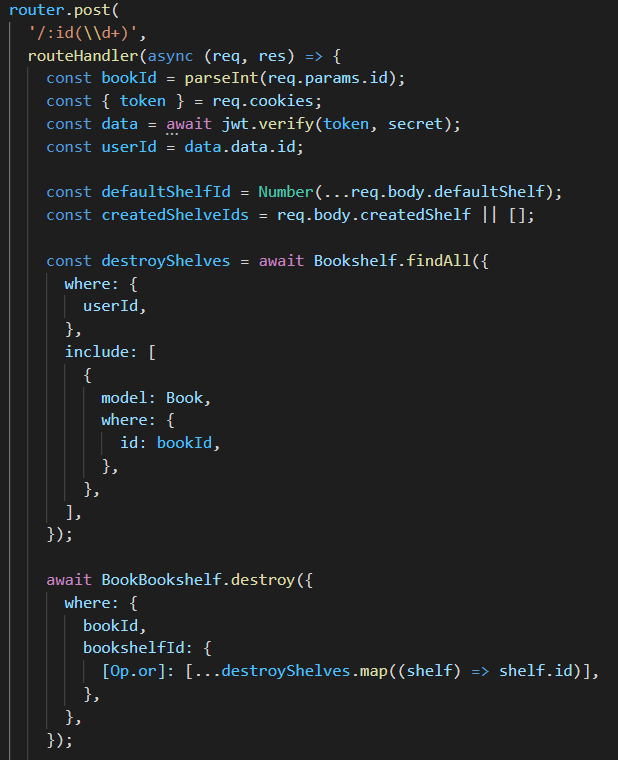 router.post(
  '/:id(\\d+)',
  routeHandler(async (req, res) => {
    const bookId = parseInt(req.params.id);
    const { token } = req.cookies;
    const data = await jwt.verify(token, secret);
    const userId = data.data.id;

    const defaultShelfId = Number(...req.body.defaultShelf);
    const createdShelveIds = req.body.createdShelf || [];

    const destroyShelves = await Bookshelf.findAll({
      where: {
        userId,
      },
      include: [
        {
          model: Book,
          where: {
            id: bookId,
          },
        },
      ],
    });

    await BookBookshelf.destroy({
      where: {
        bookId,
        bookshelfId: {
          [Op.or]: [...destroyShelves.map((shelf) => shelf.id)],
        },
      },
    });